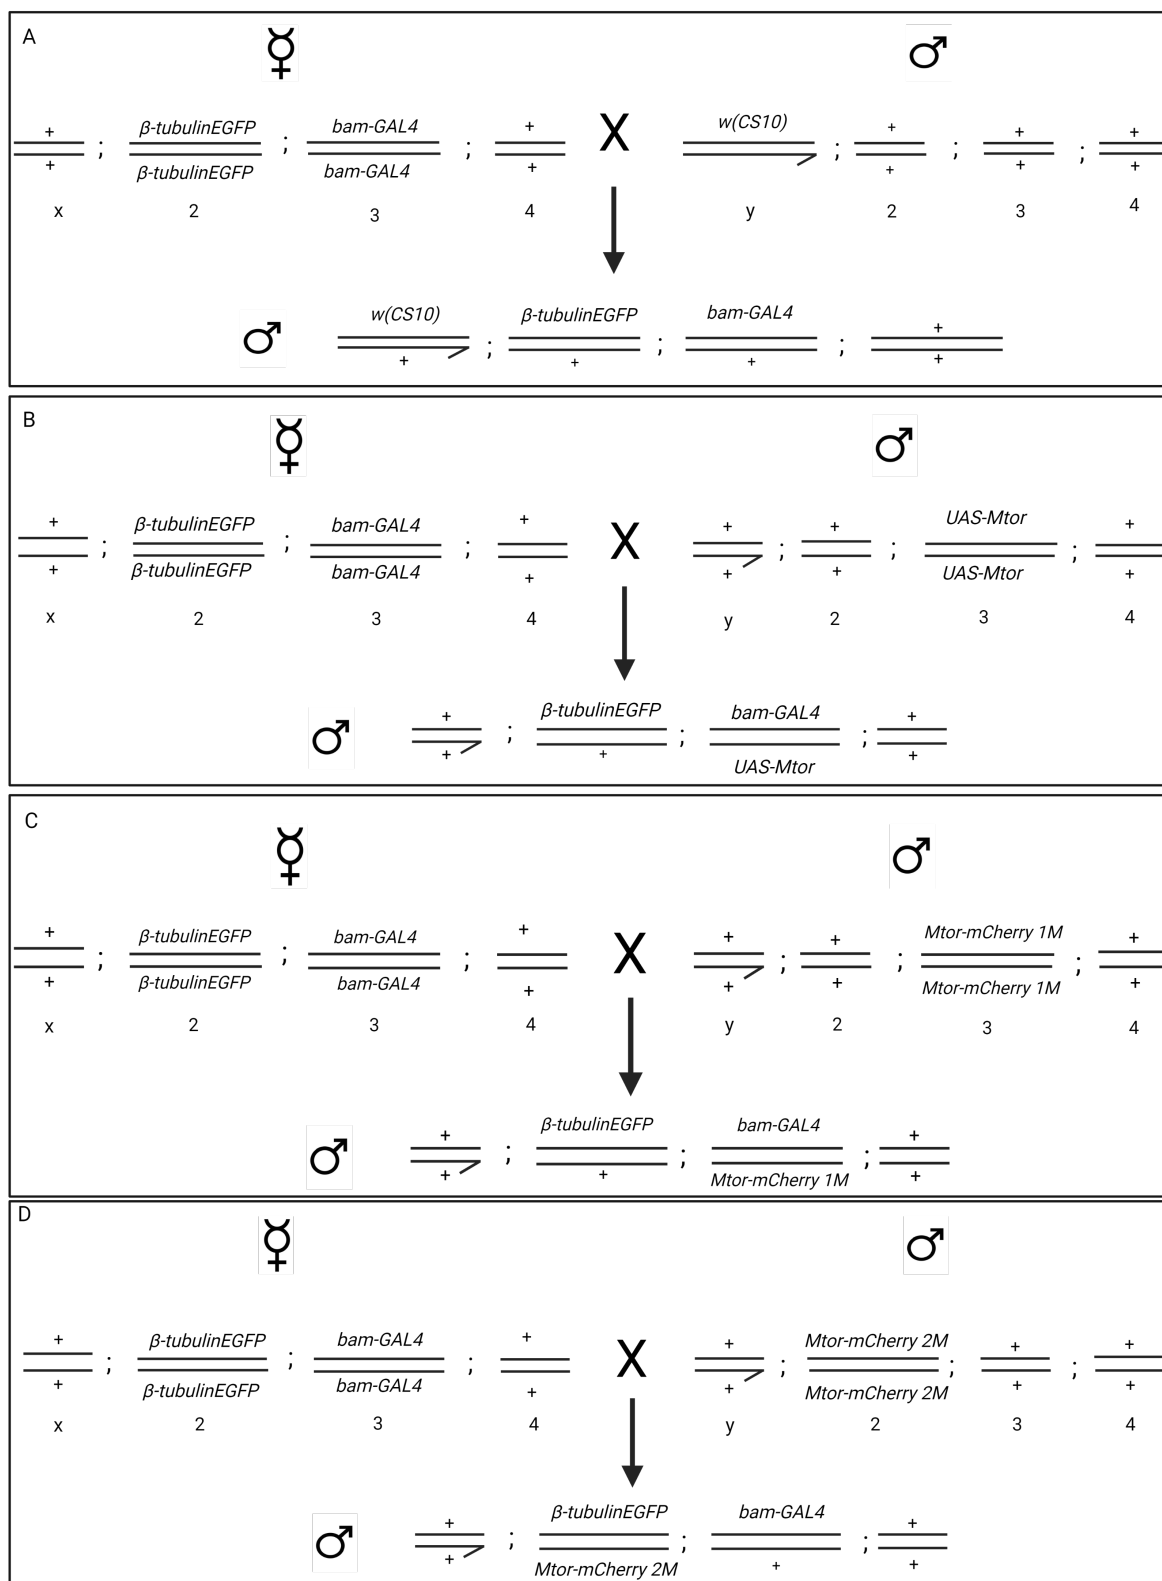 A
+ ; β-tubulinEGFP ; bam-GAL4 ; + X w(CS10) ; + ; + ; +
+ β-tubulinEGFP bam-GAL4 + + + +
x 2 3 4 y 2 3 4
w(CS10) ; β-tubulinEGFP ; bam-GAL4 ; +
+ + + +
B
+ ; β-tubulinEGFP ; bam-GAL4 ; + X + ; + ; UAS-Mtor ; +
+ β-tubulinEGFP bam-GAL4 + + + UAS-Mtor +
x 2 3 4 y 2 3 4
+ ; β-tubulinEGFP ; bam-GAL4 ; +
+ + UAS-Mtor +
C
+ ; β-tubulinEGFP ; bam-GAL4 ; + X + ; + ; Mtor-mCherry 1M ; +
+ β-tubulinEGFP bam-GAL4 + + + Mtor-mCherry 1M +
x 2 3 4 y 2 3 4
+ ; β-tubulinEGFP ; bam-GAL4 ; +
+ + Mtor-mCherry 1M +
D
+ ; β-tubulinEGFP ; bam-GAL4 ; + X + ; Mtor-mCherry 2M ; + ; +
+ β-tubulinEGFP bam-GAL4 + + Mtor-mCherry 2M + +
x 2 3 4 y 2 3 4
+ ; β-tubulinEGFP ; bam-GAL4 ; +
+ Mtor-mCherry 2M + +